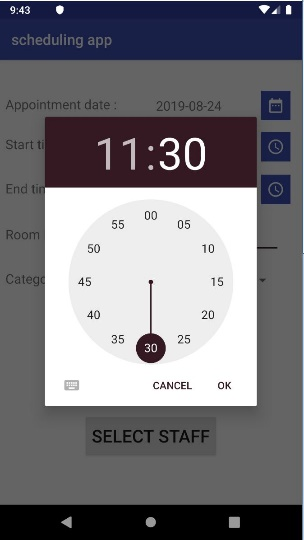 9:43
scheduling app
Appointment date :
2019-08-24
Start ti
11:30
End tin
Room
Catego
00
05
10
15
20
25
30
35
40
45
50
55
CANCEL
OK
SELECT STAFF